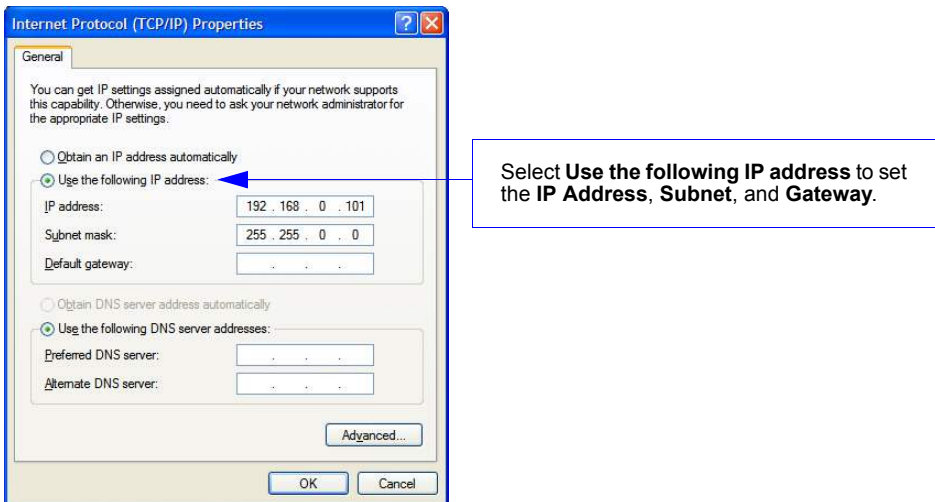 Internet Protocol (TCP/IP) Properties
General
You can get IP settings assigned automatically if your network supports
this capability. Otherwise, you need to ask your network administrator for
the appropriate IP settings.
Obtain an IP address automatically
Use the following IP address:
IP address: 192 . 168 . 0 . 101
Subnet mask: 255 . 255 . 0 . 0
Default gateway: . . .
Obtain DNS server address automatically
Use the following DNS server addresses:
Preferred DNS server: . . .
Alternate DNS server: . . .
Advanced...
OK Cancel
Select Use the following IP address to set
the IP Address, Subnet, and Gateway.